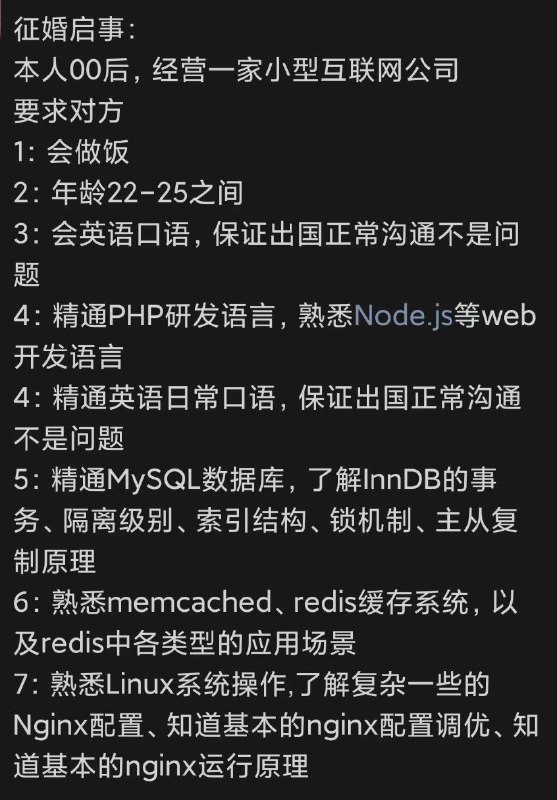 征婚启事：
本人00后，经营一家小型互联网公司
要求对方
1：会做饭
2：年龄22-25之间
3：会英语口语，保证出国正常沟通不是问
题
4：精通PHP研发语言，熟悉Node.js等web
开发语言
4：精通英语日常口语，保证出国正常沟通
不是问题
5：精通MySQL数据库，了解InnDB的事
务、隔离级别、索引结构、锁机制、主从复
制原理
6：熟悉memcached、redis缓存系统，以
及redis中各类型的应用场景
7：熟悉Linux系统操作,了解复杂一些的
Nginx配置、知道基本的nginx配置调优、知
道基本的nginx运行原理